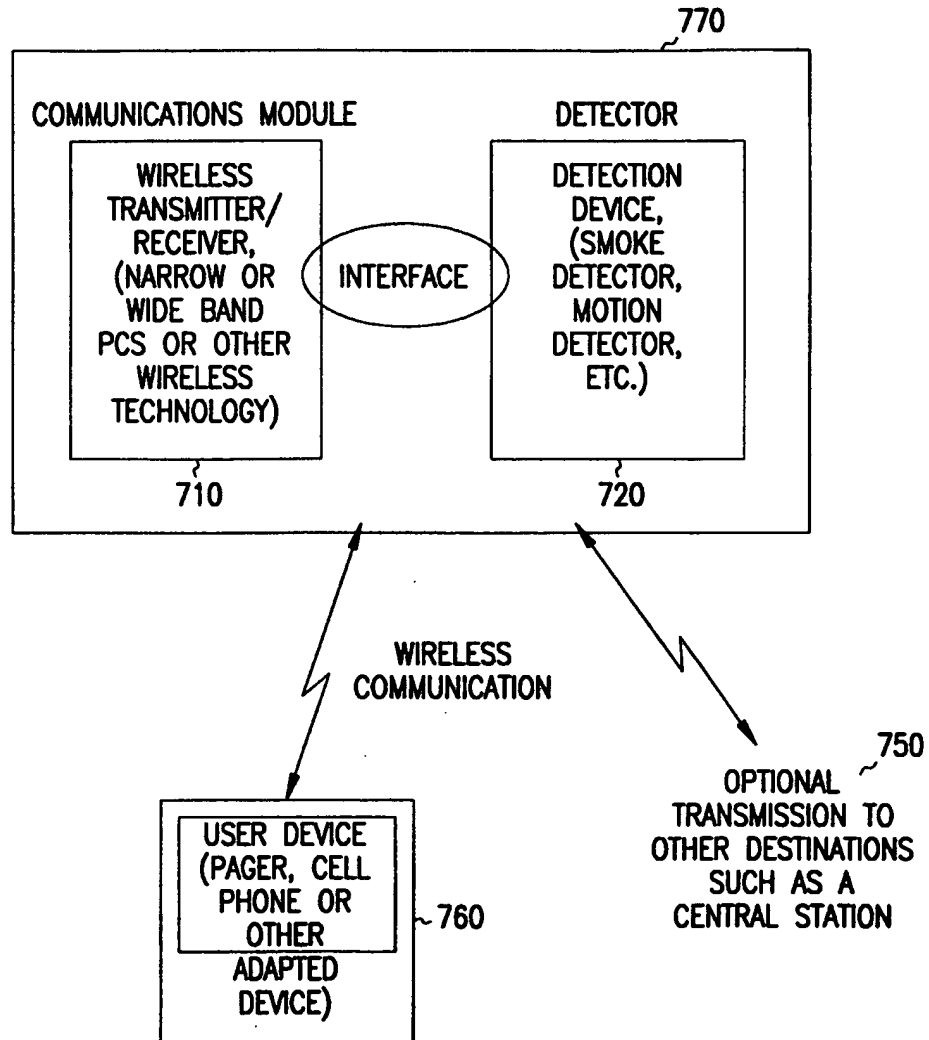 770
COMMUNICATIONS MODULE
DETECTOR
WIRELESS
TRANSMITTER/
RECEIVER,
(NARROW OR
WIDE BAND
PCS OR OTHER
WIRELESS
TECHNOLOGY)
INTERFACE
DETECTION
DEVICE,
(SMOKE
DETECTOR,
MOTION
DETECTOR,
ETC.)
710
720
WIRELESS
COMMUNICATION
750
OPTIONAL
TRANSMISSION TO
OTHER DESTINATIONS
SUCH AS A
CENTRAL STATION
USER DEVICE
(PAGER, CELL
PHONE OR
OTHER
ADAPTED
DEVICE)
760